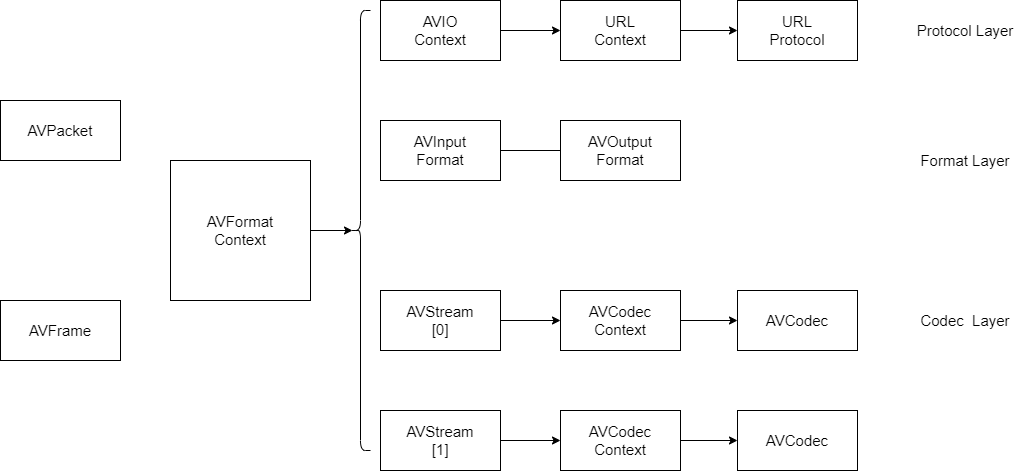 AVIO
Context
URL
Context
URL
Protocol
Protocol Layer
AVPacket
AVInput
Format
AVOutput
Format
Format Layer
AVFormat
Context
AVFrame
AVStream
[0]
AVCodec
Context
AVCodec
Codec  Layer
AVStream
[1]
AVCodec
Context
AVCodec